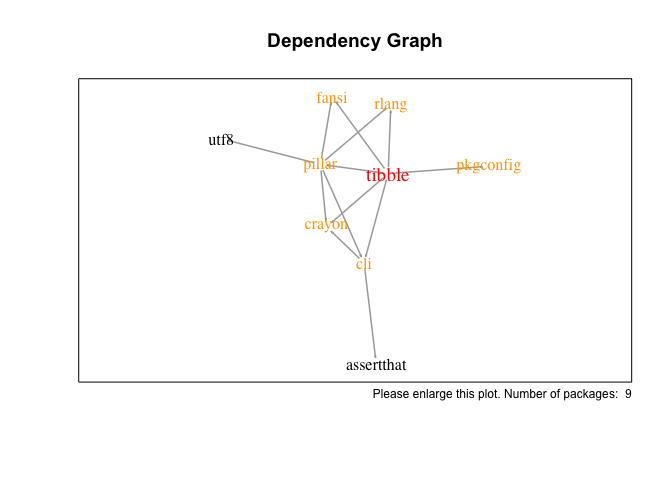 Dependency Graph
fansi
rlang
utf8
pillar
pkgconfig
tibble
crayon
cli
assertthat
Please enlarge this plot. Number of packages:  9